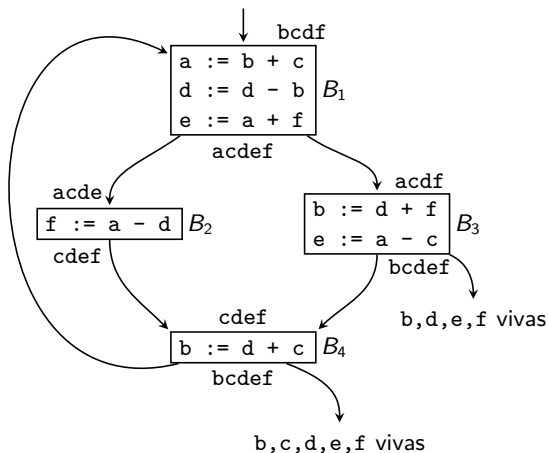 bcdf
a := b + c
d := d - b
e := a + f
B1
acdef
acde
f := a - d
B2
cdef
acdf
b := d + f
e := a - c
B3
bcdef
b,d,e,f vivas
cdef
b := d + c
B4
bcdef
b,c,d,e,f vivas